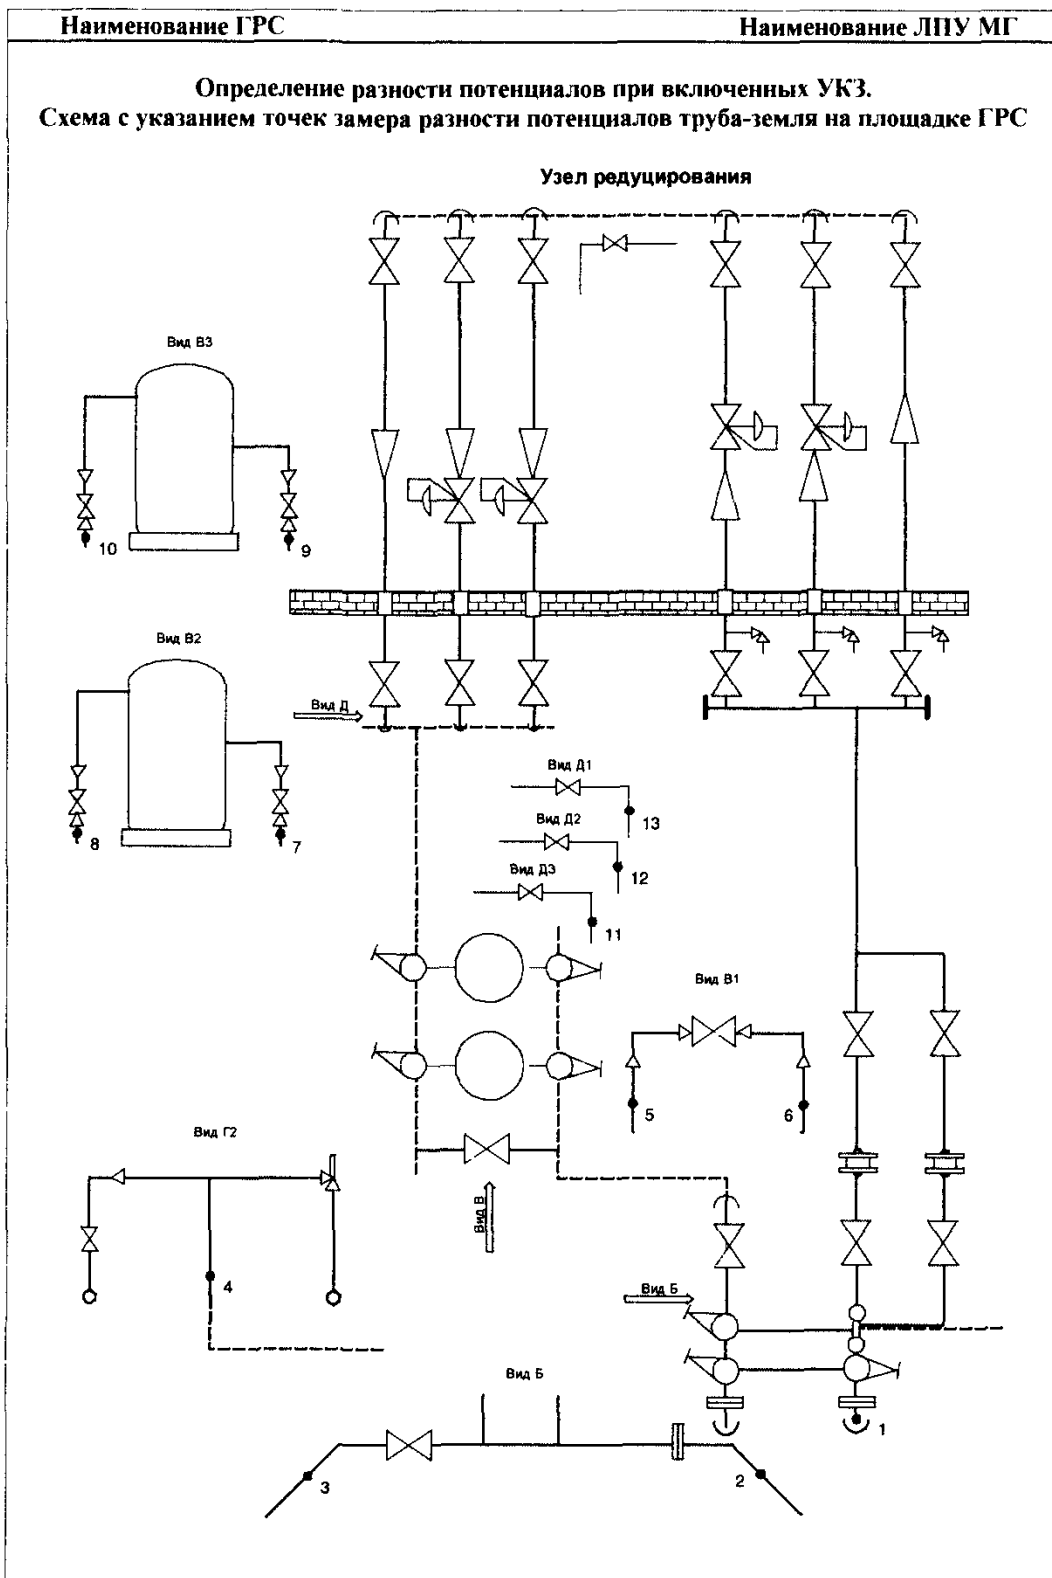 Наименование ГРС
Наименование ЛПУ МГ
Определение разности потенциалов при включенных УКЗ.
Схема с указанием точек замера разности потенциалов труба-земля на площадке ГРС
Узел редуцирования
Вид В3
10
9
Вид В2
Вид Д
8
7
Вид Д1
13
Вид Д2
12
Вид Д3
11
Вид В1
5
6
Вид Г2
Вид В
4
Вид Б
Вид Б
1
3
2